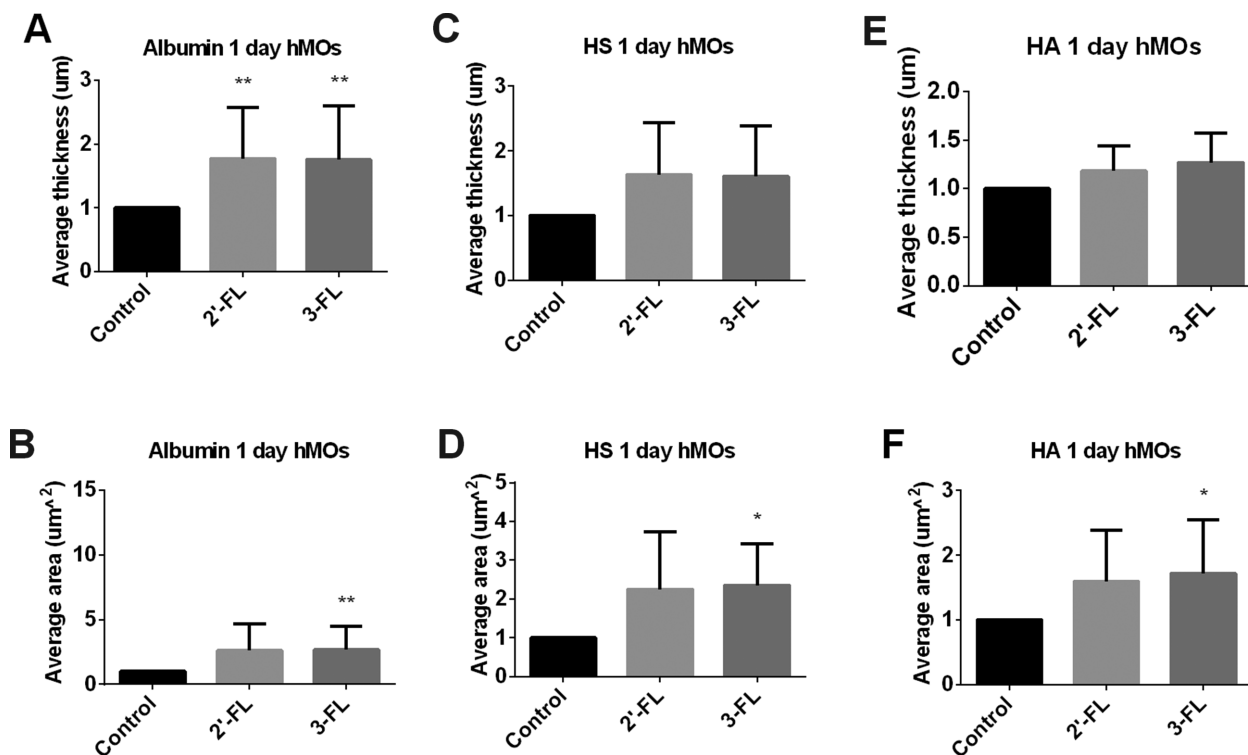 A
Albumin 1 day hMOs
Average thickness (um)
3
2
1
0
**
**
Control
2'-FL
3-FL
C
HS 1 day hMOs
Average thickness (um)
3
2
1
0
Control
2'-FL
3-FL
E
HA 1 day hMOs
Average thickness (um)
2.0
1.5
1.0
0.5
0.0
Control
2'-FL
3-FL
B
Albumin 1 day hMOs
Average area (um^2)
15
10
5
0
**
Control
2'-FL
3-FL
D
HS 1 day hMOs
Average area (um^2)
5
4
3
2
1
0
*
Control
2'-FL
3-FL
F
HA 1 day hMOs
Average area (um^2)
3
2
1
0
*
Control
2'-FL
3-FL